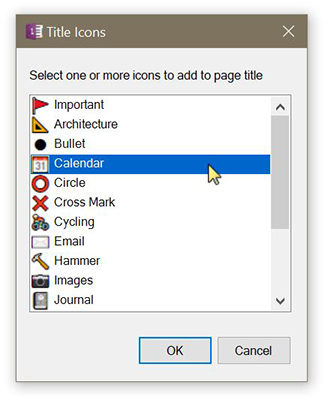 Title Icons
Select one or more icons to add to page title
Important
Architecture
Bullet
31 Calendar
Circle
Cross Mark
Cycling
Email
Hammer
Images
Journal
OK Cancel